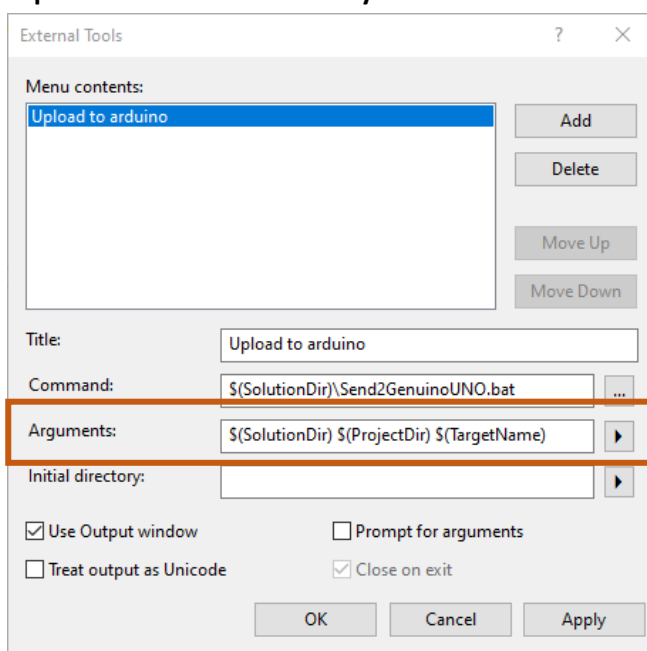 External Tools ? ×
Menu contents:
Upload to arduino
Add
Delete
Move Up
Move Down
Title: Upload to arduino
Command: $(SolutionDir)\Send2GenuinoUNO.bat ...
Arguments: $(SolutionDir) $(ProjectDir) $(TargetName)
Initial directory:
Use Output window Prompt for arguments
Treat output as Unicode Close on exit
OK Cancel Apply